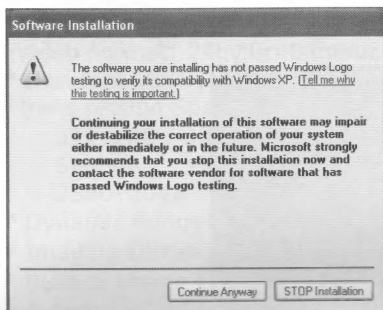 Software Installation
The software you are installing has not passed Windows Logo
testing to verify its compatibility with Windows XP. (Tell me why
this testing is important.)
Continuing your installation of this software may impair
or destabilize the correct operation of your system
either immediately or in the future. Microsoft strongly
recommends that you stop this installation now and
contact the software vendor for software that has
passed Windows Logo testing.
Continue Anyway
STOP Installation